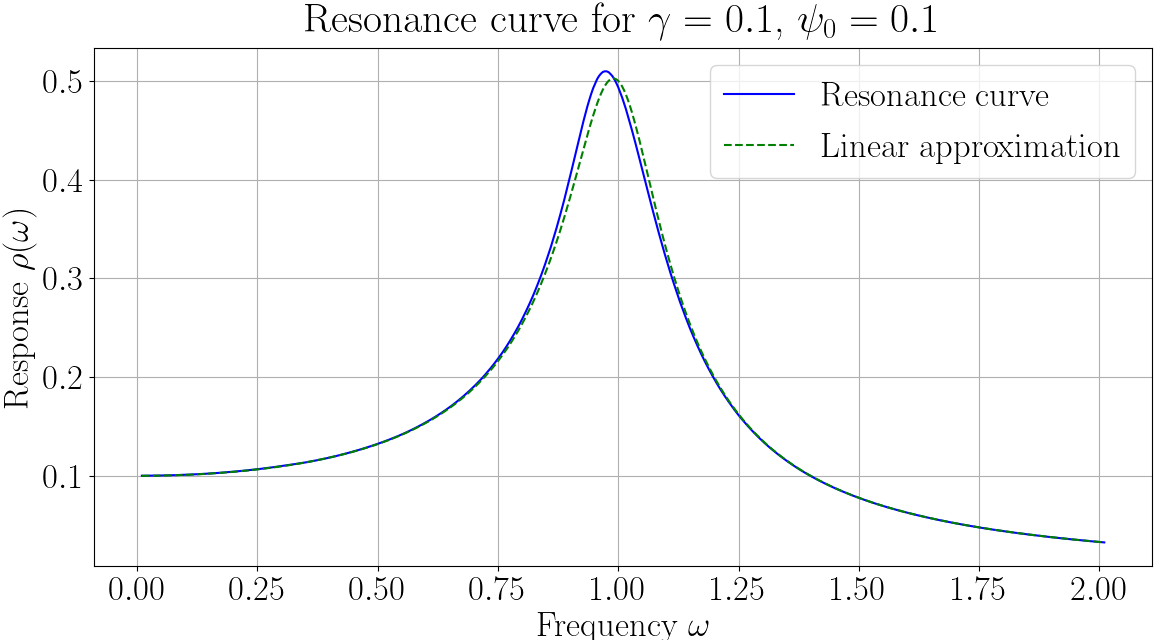 Resonance curve for γ = 0.1, ψ₀ = 0.1
Resonance curve
Linear approximation
Response ρ(ω)
0.5
0.4
0.3
0.2
0.1
0.00 0.25 0.50 0.75 1.00 1.25 1.50 1.75 2.00
Frequency ω